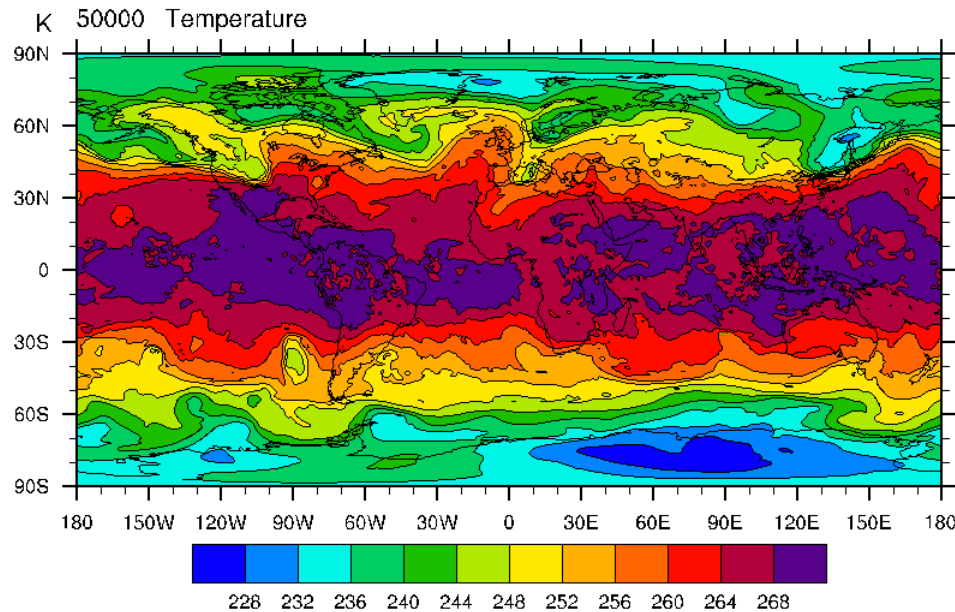 K 50000 Temperature
90N
60N
30N
0
30S
60S
90S
180 150W 120W 90W 60W 30W 0 30E 60E 90E 120E 150E 180
228 232 236 240 244 248 252 256 260 264 268